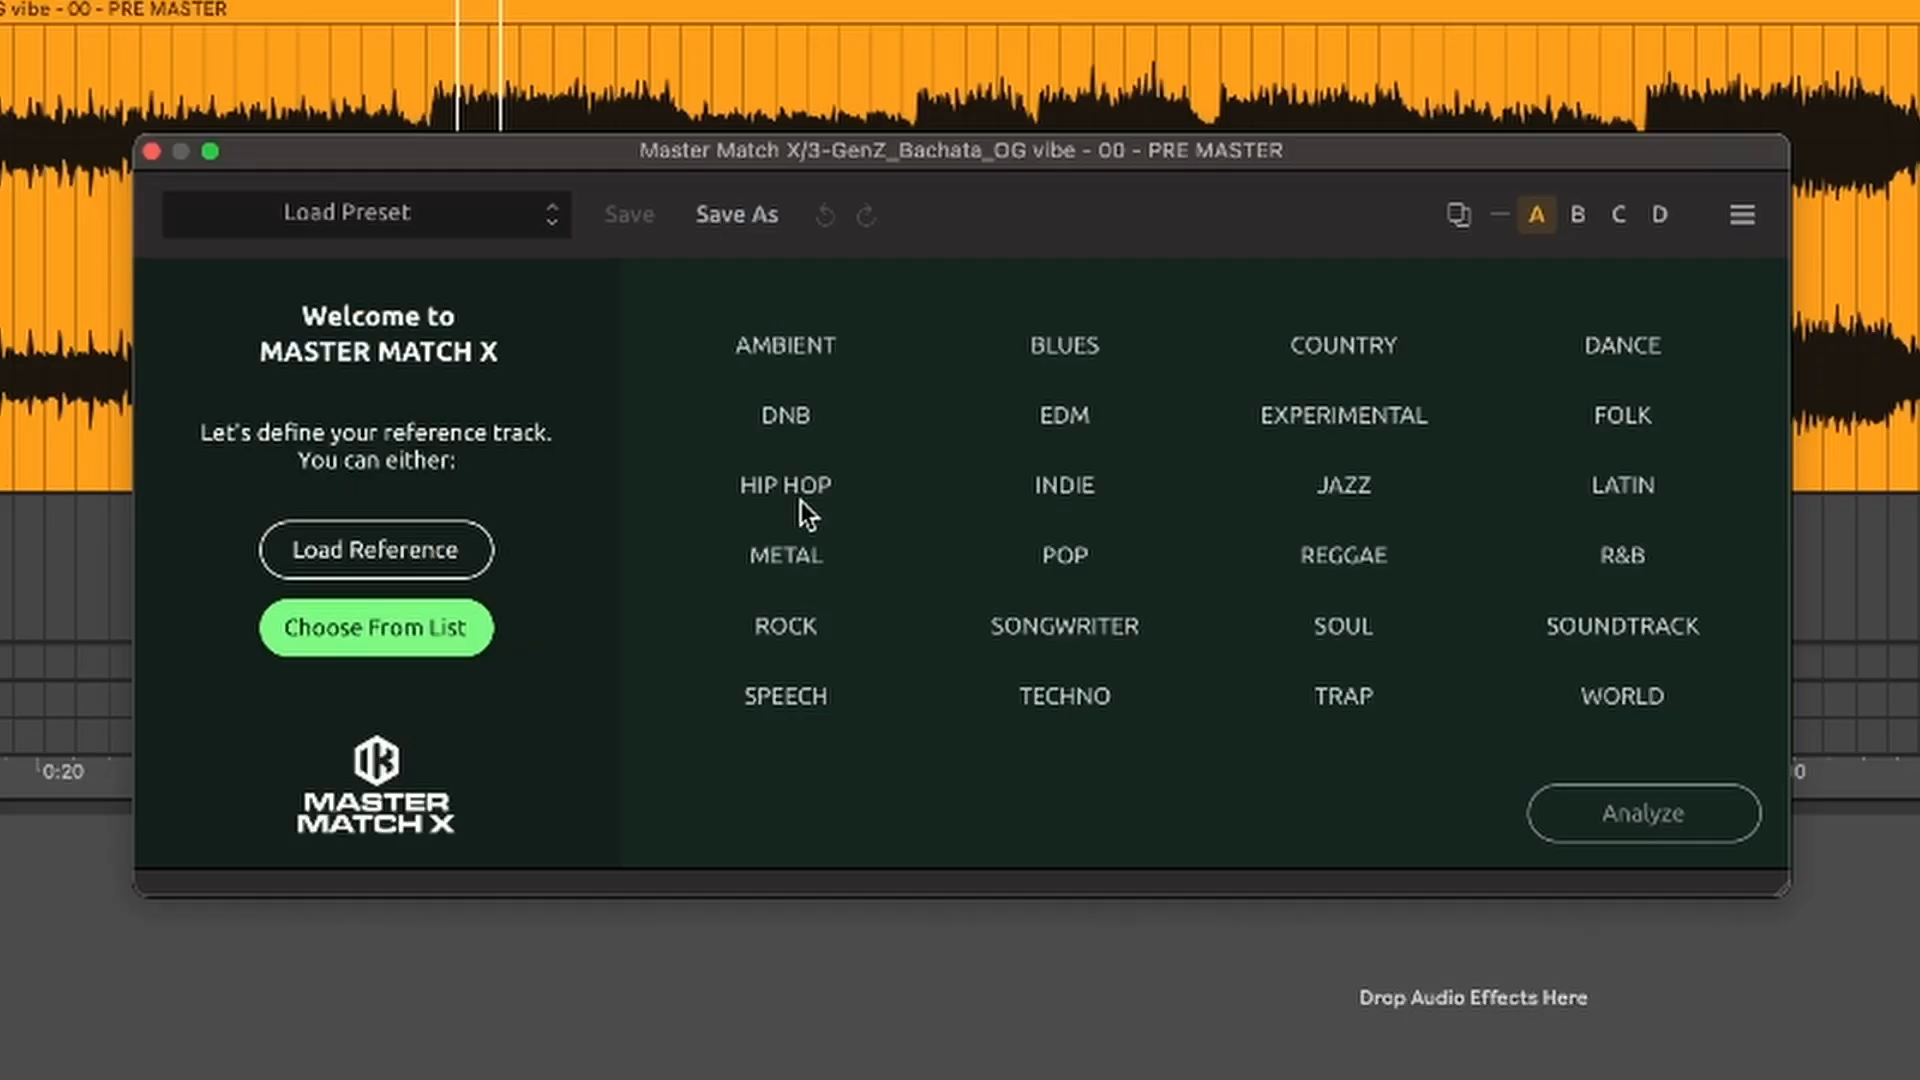 G vibe - 00 - PRE MASTER
Master Match X/3-GenZ_Bachata_OG vibe - 00 - PRE MASTER
Load Preset
Save
Save As
A
B
C
D
Welcome to
MASTER MATCH X
Let's define your reference track.
You can either:
Load Reference
Choose From List
MASTER
MATCH X
AMBIENT
BLUES
COUNTRY
DANCE
DNB
EDM
EXPERIMENTAL
FOLK
HIP HOP
INDIE
JAZZ
LATIN
METAL
POP
REGGAE
R&B
ROCK
SONGWRITER
SOUL
SOUNDTRACK
SPEECH
TECHNO
TRAP
WORLD
Analyze
0:20
0
Drop Audio Effects Here